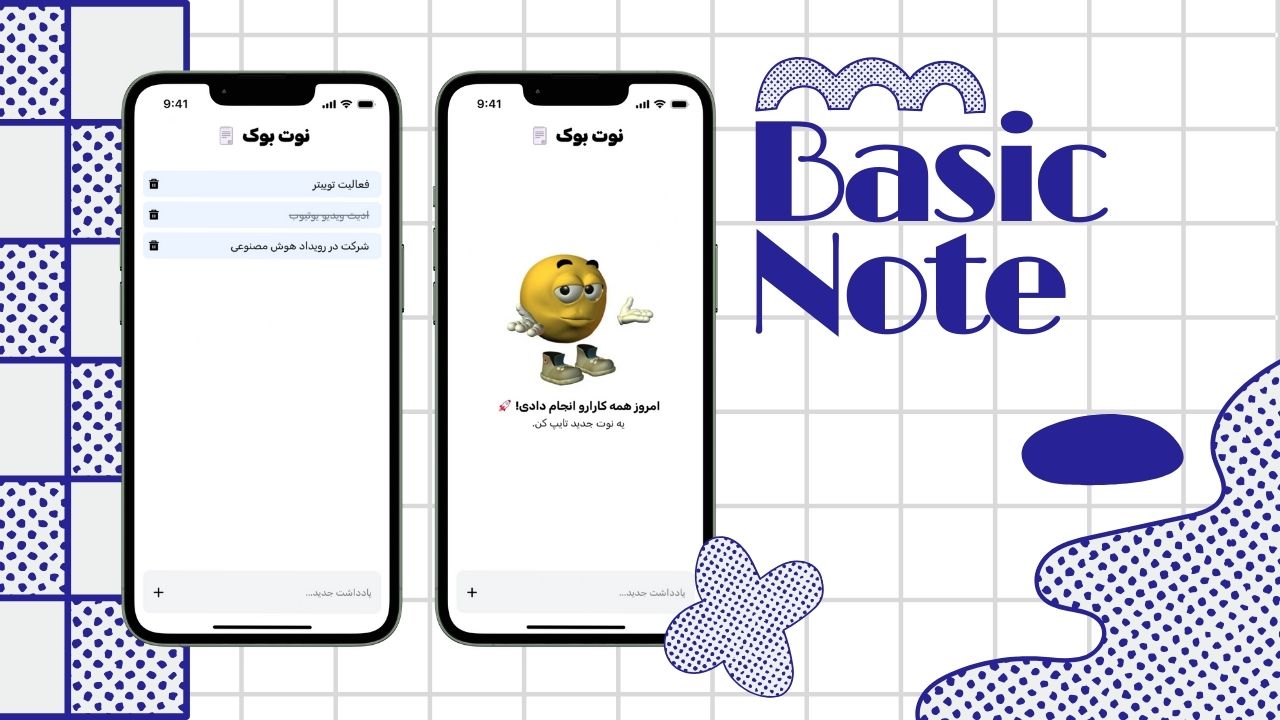 9:41
نوت بوک
فعالیت توییتر
ادیت ویدیو یوتیوب
شرکت در رویداد هوش مصنوعی
یادداشت جدید...
9:41
نوت بوک
امروز همه کارارو انجام دادی! 🚀
یه نوت جدید تایپ کن.
یادداشت جدید...
Basic
Note